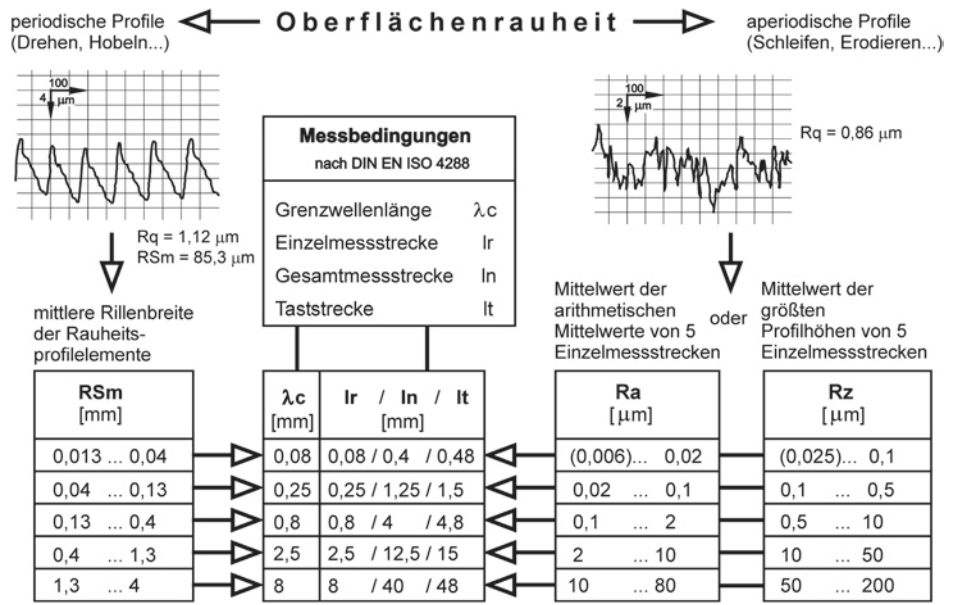 periodische Profile
(Drehen, Hobeln...)
Oberflächenrauheit
aperiodische Profile
(Schleifen, Erodieren...)
100
4 µm
Rq = 1,12 µm
RSm = 85,3 µm
100
2 µm
Rq = 0,86 µm
Messbedingungen
nach DIN EN ISO 4288
Grenzwellenlänge λc
Einzelmessstrecke lr
Gesamtmessstrecke ln
Taststrecke lt
mittlere Rillenbreite
der Rauheits-
profilelemente
Mittelwert der
arithmetischen
Mittelwerte von 5
Einzelmessstrecken
oder
Mittelwert der
größten
Profilhöhen von 5
Einzelmessstrecken
RSm
[mm]
λc
[mm]
lr / ln / lt
[mm]
Ra
[µm]
Rz
[µm]
0,013 ... 0,04 0,08 0,08 / 0,4 / 0,48 (0,006)... 0,02 (0,025)... 0,1
0,04 ... 0,13 0,25 0,25 / 1,25 / 1,5 0,02 ... 0,1 0,1 ... 0,5
0,13 ... 0,4 0,8 0,8 / 4 / 4,8 0,1 ... 2 0,5 ... 10
0,4 ... 1,3 2,5 2,5 / 12,5 / 15 2 ... 10 10 ... 50
1,3 ... 4 8 8 / 40 / 48 10 ... 80 50 ... 200